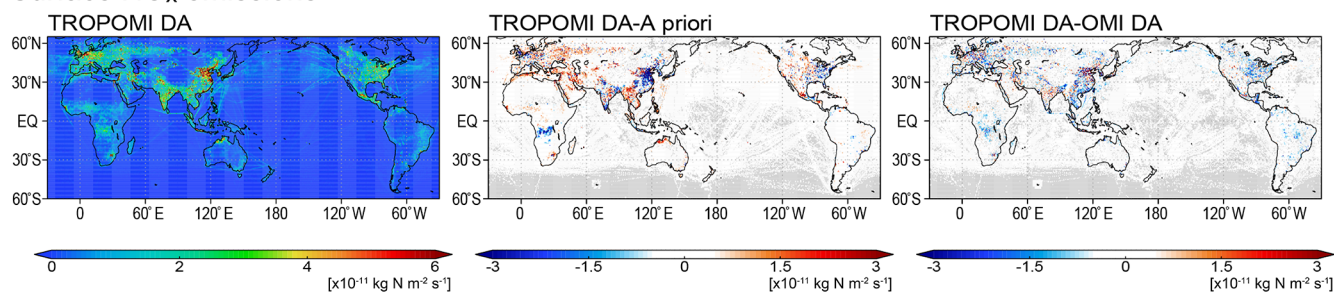 TROPOMI DA
TROPOMI DA-A priori
TROPOMI DA-OMI DA
60˚N
30˚N
EQ
30˚S
60˚S
0 60˚E 120˚E 180 120˚W 60˚W
60˚N
30˚N
EQ
30˚S
60˚S
0 60˚E 120˚E 180 120˚W 60˚W
60˚N
30˚N
EQ
30˚S
60˚S
0 60˚E 120˚E 180 120˚W 60˚W
0 2 4 6
[x10⁻¹¹ kg N m⁻² s⁻¹]
-3 -1.5 0 1.5 3
[x10⁻¹¹ kg N m⁻² s⁻¹]
-3 -1.5 0 1.5 3
[x10⁻¹¹ kg N m⁻² s⁻¹]